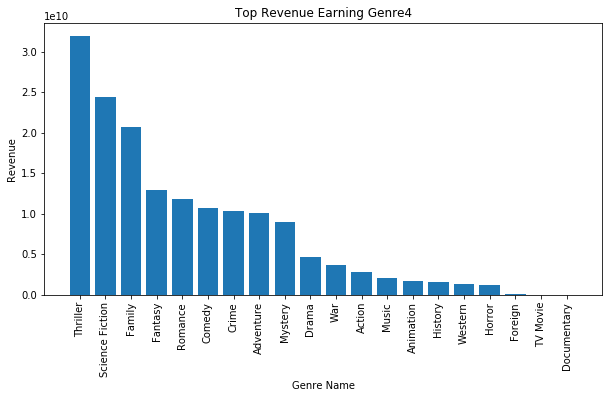 Top Revenue Earning Genre4
1e10
3.0
2.5
2.0
1.5
1.0
0.5
0.0
Revenue
Thriller
Science Fiction
Family
Fantasy
Romance
Comedy
Crime
Adventure
Mystery
Drama
War
Action
Music
Animation
History
Western
Horror
Foreign
TV Movie
Documentary
Genre Name